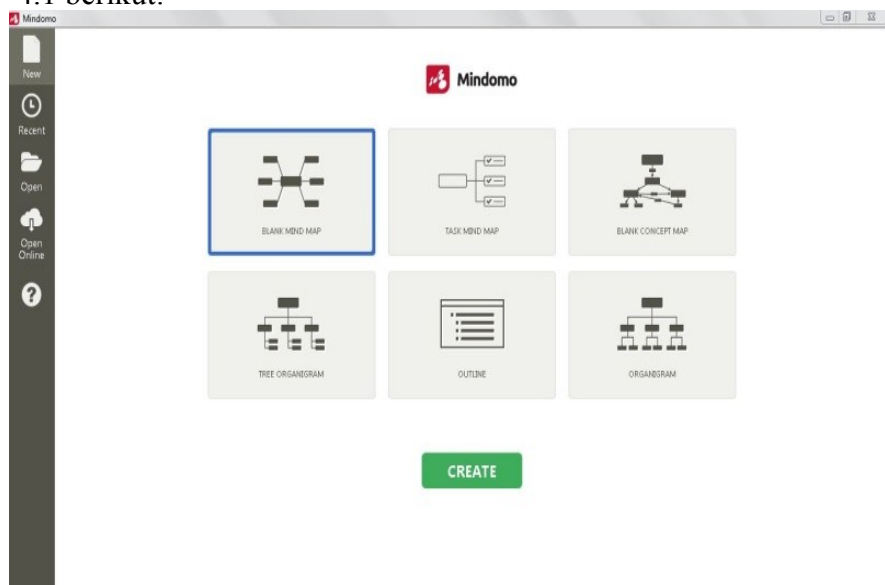 4.1 berikut.
Mindomo
New
Mindomo
Recent
Open
BLANK MIND MAP
TASK MIND MAP
BLANK CONCEPT MAP
Open
Online
TREE ORGANIGRAM
OUTLINE
ORGANIGRAM
CREATE